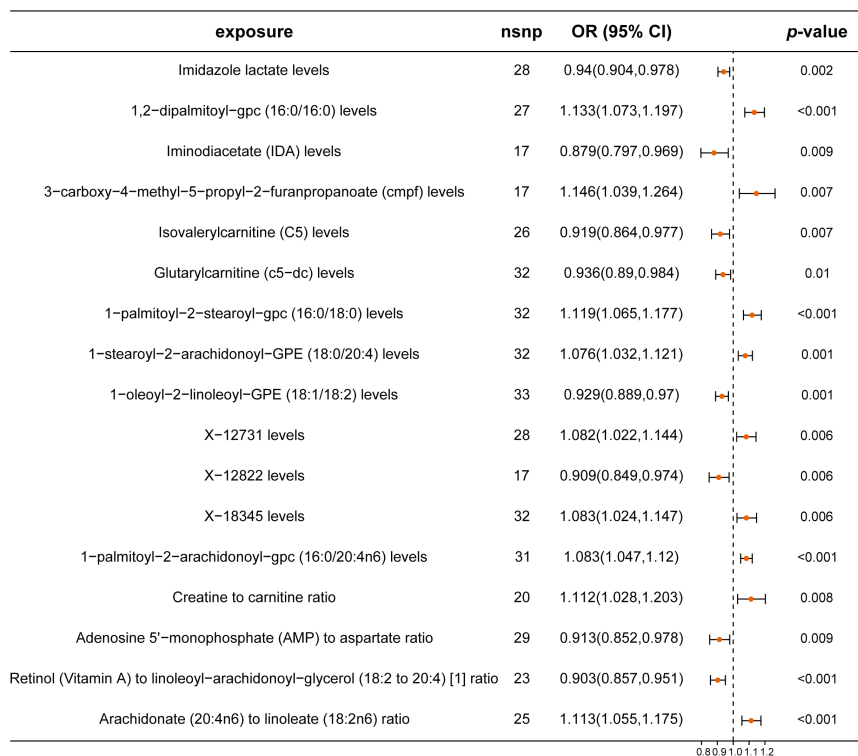 exposure nsnp OR (95% CI) p-value
Imidazole lactate levels 28 0.94(0.904,0.978) 0.002
1,2−dipalmitoyl−gpc (16:0/16:0) levels 27 1.133(1.073,1.197) <0.001
Iminodiacetate (IDA) levels 17 0.879(0.797,0.969) 0.009
3−carboxy−4−methyl−5−propyl−2−furanpropanoate (cmpf) levels 17 1.146(1.039,1.264) 0.007
Isovalerylcarnitine (C5) levels 26 0.919(0.864,0.977) 0.007
Glutarylcarnitine (c5−dc) levels 32 0.936(0.89,0.984) 0.01
1−palmitoyl−2−stearoyl−gpc (16:0/18:0) levels 32 1.119(1.065,1.177) <0.001
1−stearoyl−2−arachidonoyl−GPE (18:0/20:4) levels 32 1.076(1.032,1.121) 0.001
1−oleoyl−2−linoleoyl−GPE (18:1/18:2) levels 33 0.929(0.889,0.97) 0.001
X−12731 levels 28 1.082(1.022,1.144) 0.006
X−12822 levels 17 0.909(0.849,0.974) 0.006
X−18345 levels 32 1.083(1.024,1.147) 0.006
1−palmitoyl−2−arachidonoyl−gpc (16:0/20:4n6) levels 31 1.083(1.047,1.12) <0.001
Creatine to carnitine ratio 20 1.112(1.028,1.203) 0.008
Adenosine 5'−monophosphate (AMP) to aspartate ratio 29 0.913(0.852,0.978) 0.009
Retinol (Vitamin A) to linoleoyl−arachidonoyl−glycerol (18:2 to 20:4) [1] ratio 23 0.903(0.857,0.951) <0.001
Arachidonate (20:4n6) to linoleate (18:2n6) ratio 25 1.113(1.055,1.175) <0.001
0.8 0.9 1.0 1.1 1.2